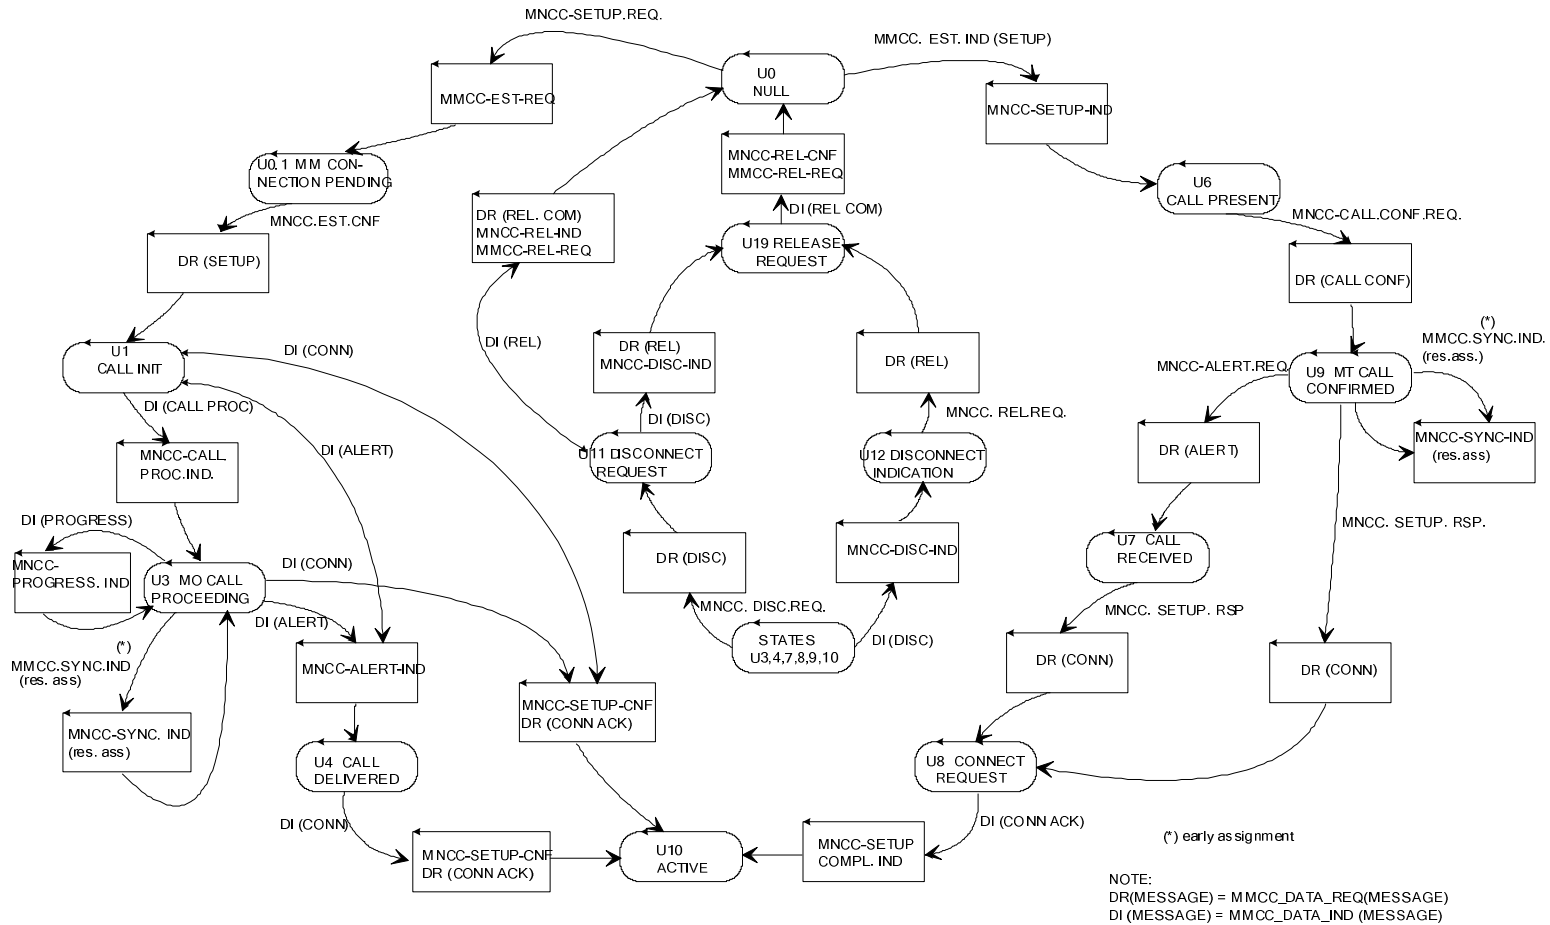 MNCC-SETUP.REQ.
MMCC. EST. IND (SETUP)
U0
NULL
MMCC-EST-REQ
MNCC-SETUP-IND
U0.1 MM CON-
NECTION PENDING
MNCC-REL-CNF
MMCC-REL-REQ
U6
CALL PRESENT
MNCC.EST.CNF
DI (REL COM)
MNCC-CALL.CONF.REQ.
DR (REL. COM)
MNCC-REL-IND
MMCC-REL-REQ
DR (SETUP)
U19 RELEASE
REQUEST
DR (CALL CONF)
(*)
MMCC.SYNC.IND.
(res.ass.)
U1
CALL INIT
DI (CONN)
DI (REL)
DR (REL)
MNCC-DISC-IND
DR (REL)
MNCC-ALERT.REQ.
U9 MT CALL
CONFIRMED
DI (CALL PROC)
DI (DISC)
MNCC. REL.REQ.
MNCC-CALL.
PROC.IND.
DI (ALERT)
U11 DISCONNECT
REQUEST
U12 DISCONNECT
INDICATION
DR (ALERT)
MNCC-SYNC-IND
(res.ass)
DI (PROGRESS)
MNCC. SETUP. RSP.
MNCC-
PROGRESS. IND
U3 MO CALL
PROCEEDING
DI (CONN)
DR (DISC)
MNCC-DISC-IND
U7 CALL
RECEIVED
DI (ALERT)
MNCC. DISC.REQ.
DI (DISC)
MNCC. SETUP. RSP
(*)
MMCC.SYNC.IND
(res. ass)
STATES
U3,4,7,8,9,10
MNCC-ALERT-IND
DR (CONN)
DR (CONN)
MNCC-SYNC. IND
(res. ass)
MNCC-SETUP-CNF
DR (CONN ACK)
U4 CALL
DELIVERED
U8 CONNECT
REQUEST
DI (CONN)
DI (CONN ACK)
MNCC-SETUP-CNF
DR (CONN ACK)
U10
ACTIVE
MNCC-SETUP
COMPL. IND
(*) early assignment
NOTE:
DR(MESSAGE) = MMCC_DATA_REQ(MESSAGE)
DI (MESSAGE) = MMCC_DATA_IND (MESSAGE)